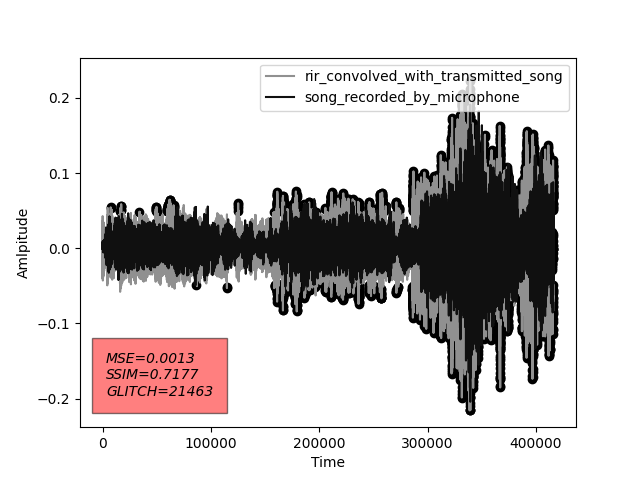 rir_convolved_with_transmitted_song
song_recorded_by_microphone
0.2
0.1
0.0
−0.1
−0.2
Amlpitude
MSE=0.0013
SSIM=0.7177
GLITCH=21463
0
100000
200000
300000
400000
Time